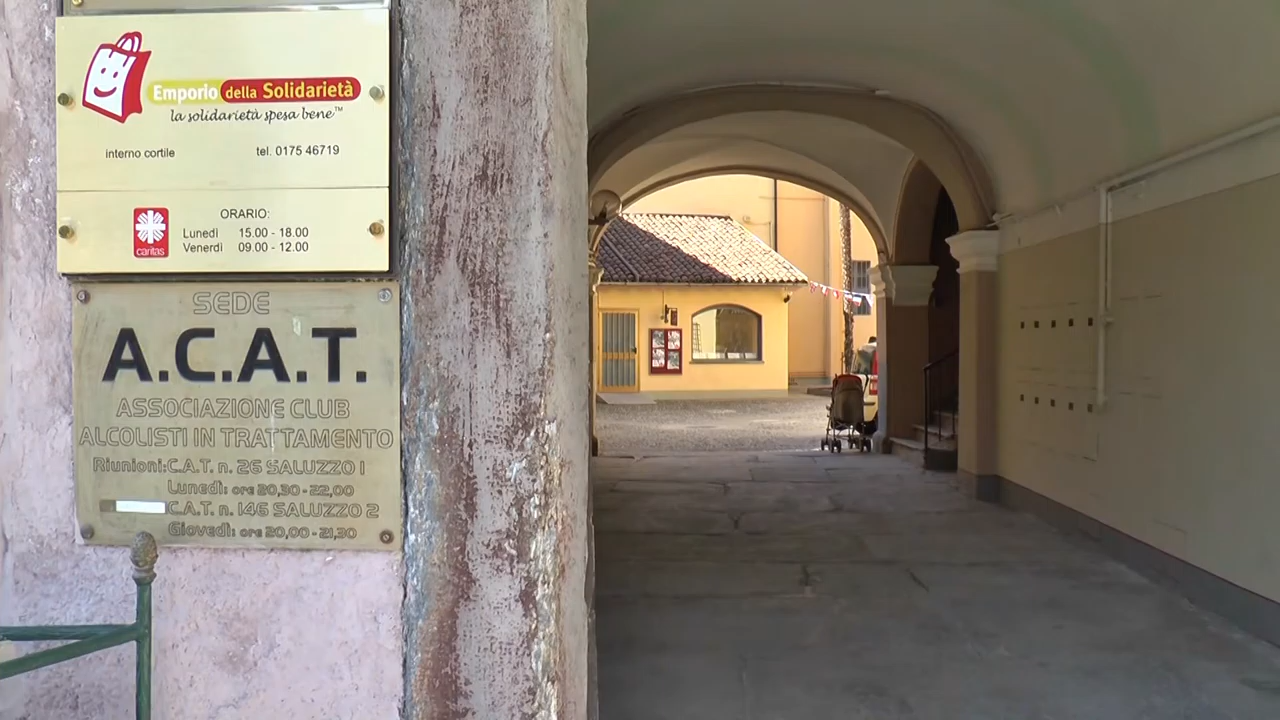 Emporio della Solidarietà
la solidarietà spesa bene™
interno cortile tel. 0175 46719
ORARIO:
Lunedì 15.00 - 18.00
Venerdì 09.00 - 12.00
caritas
SEDE
A.C.A.T.
ASSOCIAZIONE CLUB
ALCOLISTI IN TRATTAMENTO
Riunioni: C.A.T. n. 26 SALUZZO 1
Lunedì: ore 20,30 - 22,00
C.A.T. n. 146 SALUZZO 2
Giovedì: ore 20,00 - 21,30